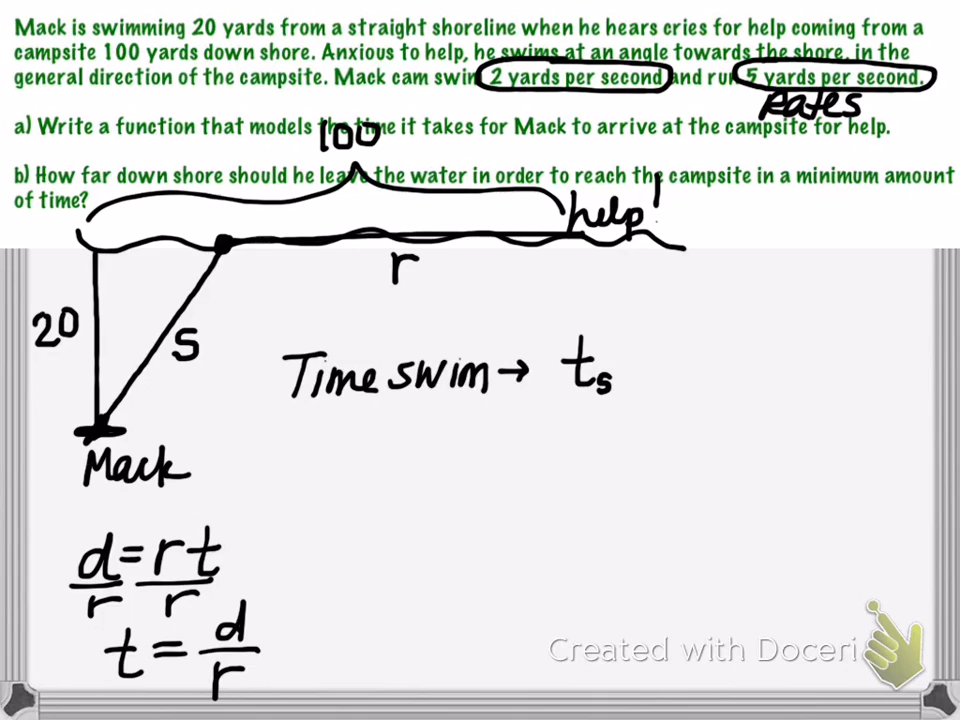 Mack is swimming 20 yards from a straight shoreline when he hears cries for help coming from a
campsite 100 yards down shore. Anxious to help, he swims at an angle towards the shore, in the
general direction of the campsite. Mack cam swim 2 yards per second and run 5 yards per second.
Rates
a) Write a function that models the time it takes for Mack to arrive at the campsite for help.
100
b) How far down shore should he leave the water in order to reach the campsite in a minimum amount
of time?
help!
r
20
s
Time swim → ts
Mack
d = rt
r r
t = d/r
Created with Doceri